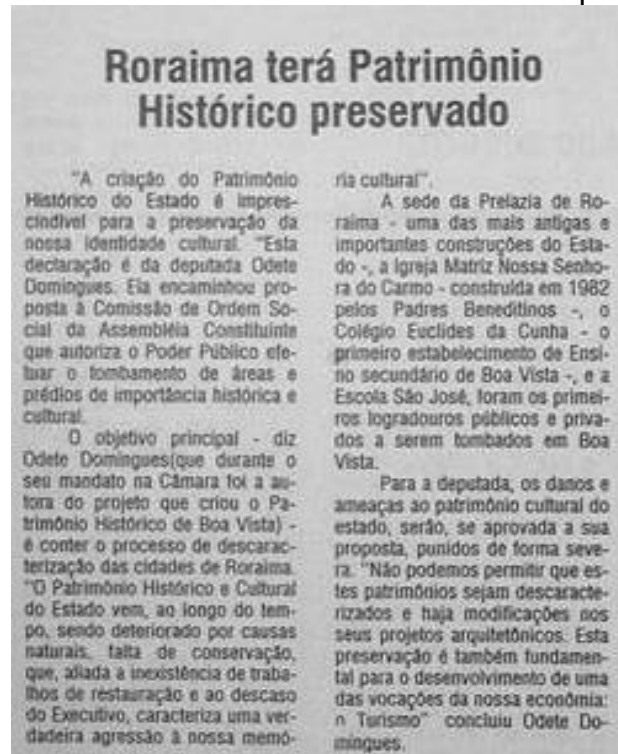 Roraima terá Patrimônio
Histórico preservado
"A criação do Patrimônio
Histórico do Estado é impres-
cindível para a preservação da
nossa identidade cultural. "Esta
declaração é da deputada Odete
Domingues. Ela encaminhou pro-
posta à Comissão de Ordem So-
cial da Assembléia Constituinte
que autoriza o Poder Público efe-
tuar o tombamento de áreas e
prédios de importância histórica e
cultural.
O objetivo principal - diz
Odete Domingues(que durante o
seu mandato na Câmara foi a au-
tora do projeto que criou o Pa-
trimônio Histórico de Boa Vista) -
é conter o processo de descarac-
terização das cidades de Roraima.
"O Patrimônio Histórico e Cultural
do Estado vem, ao longo do tem-
po, sendo deteriorado por causas
naturais, falta de conservação,
que, aliada a inexistência de traba-
lhos de restauração e ao descaso
do Executivo, caracteriza uma ver-
dadeira agressão à nossa memó-
ria cultural".
A sede da Prelazia de Ro-
raima - uma das mais antigas e
importantes construções do Esta-
do -, a Igreja Matriz Nossa Senho-
ra do Carmo - construída em 1982
pelos Padres Beneditinos -, o
Colégio Euclides da Cunha - o
primeiro estabelecimento de Ensi-
no secundário de Boa Vista -, e a
Escola São José, foram os primei-
ros logradouros públicos e priva-
dos a serem tombados em Boa
Vista.
Para a deputada, os danos e
ameaças ao patrimônio cultural do
estado, serão, se aprovada a sua
proposta, punidos de forma seve-
ra. "Não podemos permitir que es-
tes patrimônios sejam descaracte-
rizados e haja modificações nos
seus projetos arquitetônicos. Esta
preservação é também fundamen-
tal para o desenvolvimento de uma
das vocações da nossa econômia:
o Turismo" concluiu Odete Do-
mingues.